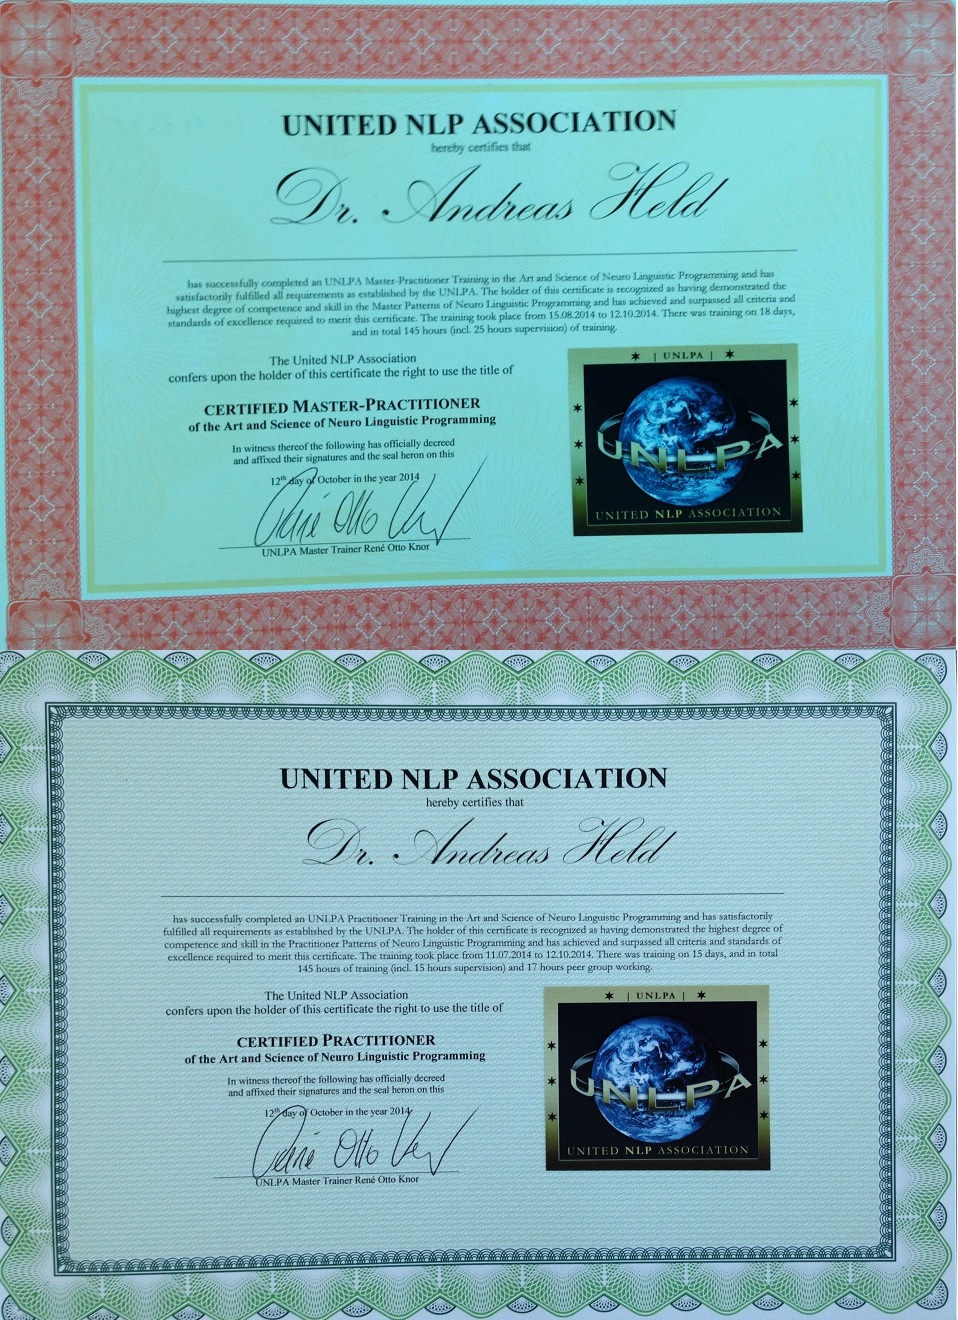 UNITED NLP ASSOCIATION
hereby certifies that
Dr. Andreas Held
has successfully completed an UNLPA Master-Practitioner Training in the Art and Science of Neuro Linguistic Programming and has
satisfactorily fulfilled all requirements as established by the UNLPA. The holder of this certificate is recognized as having demonstrated the
highest degree of competence and skill in the Master Patterns of Neuro Linguistic Programming and has achieved and surpassed all criteria and
standards of excellence required to merit this certificate. The training took place from 15.08.2014 to 12.10.2014. There was training on 18 days,
and in total 145 hours (incl. 25 hours supervision) of training.
The United NLP Association
confers upon the holder of this certificate the right to use the title of
CERTIFIED MASTER-PRACTITIONER
of the Art and Science of Neuro Linguistic Programming
In witness thereof the following has officially decreed
and affixed their signatures and the seal heron on this
12th day of October in the year 2014
René Otto Knor
UNLPA Master Trainer René Otto Knor
| UNLPA |
UNLPA
UNITED NLP ASSOCIATION
UNITED NLP ASSOCIATION
hereby certifies that
Dr. Andreas Held
has successfully completed an UNLPA Practitioner Training in the Art and Science of Neuro Linguistic Programming and has satisfactorily
fulfilled all requirements as established by the UNLPA. The holder of this certificate is recognized as having demonstrated the highest degree of
competence and skill in the Practitioner Patterns of Neuro Linguistic Programming and has achieved and surpassed all criteria and standards of
excellence required to merit this certificate. The training took place from 11.07.2014 to 12.10.2014. There was training on 15 days, and in total
145 hours of training (incl. 15 hours supervision) and 17 hours peer group working.
The United NLP Association
confers upon the holder of this certificate the right to use the title of
CERTIFIED PRACTITIONER
of the Art and Science of Neuro Linguistic Programming
In witness thereof the following has officially decreed
and affixed their signatures and the seal heron on this
12th day of October in the year 2014
René Otto Knor
UNLPA Master Trainer René Otto Knor
| UNLPA |
UNLPA
UNITED NLP ASSOCIATION